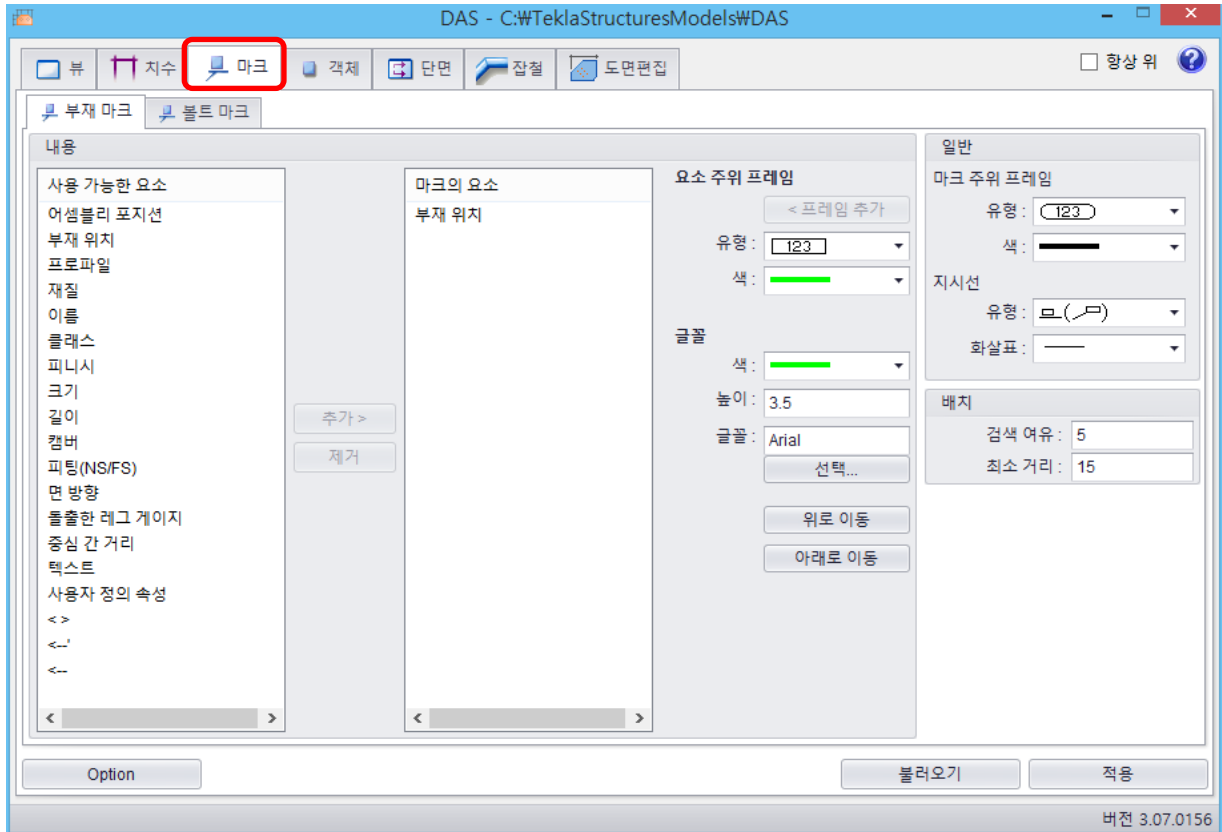 DAS - C:₩TeklaStructuresModels₩DAS
뷰 치수 마크 객체 단면 잡철 도면편집
항상 위
부재 마크 볼트 마크
내용
사용 가능한 요소
어셈블리 포지션
부재 위치
프로파일
재질
이름
클래스
피니시
크기
길이
캠버
피팅(NS/FS)
면 방향
돌출한 레그 게이지
중심 간 거리
텍스트
사용자 정의 속성
< >
<--'
<--
추가 >
제거
마크의 요소
부재 위치
요소 주위 프레임
< 프레임 추가
유형 : 123
색 :
글꼴
색 :
높이 : 3.5
글꼴 : Arial
선택...
위로 이동
아래로 이동
일반
마크 주위 프레임
유형 : 123
색 :
지시선
유형 :
화살표 :
배치
검색 여유 : 5
최소 거리 : 15
Option
불러오기
적용
버전 3.07.0156